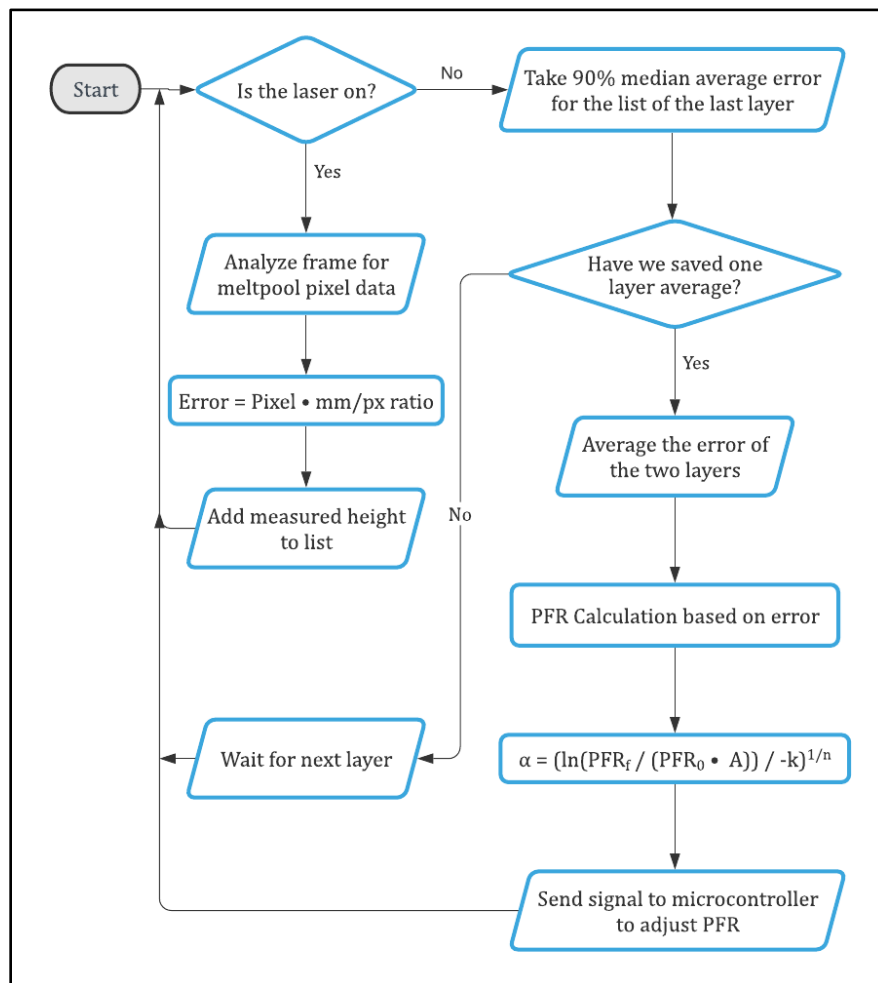 Start
Is the laser on?
No
Take 90% median average error
for the list of the last layer
Yes
Analyze frame for
meltpool pixel data
Have we saved one
layer average?
Yes
Error = Pixel • mm/px ratio
Average the error of
the two layers
No
Add measured height
to list
PFR Calculation based on error
Wait for next layer
α = (ln(PFR_f / (PFR_0 • A)) / -k)^{1/n}
Send signal to microcontroller
to adjust PFR